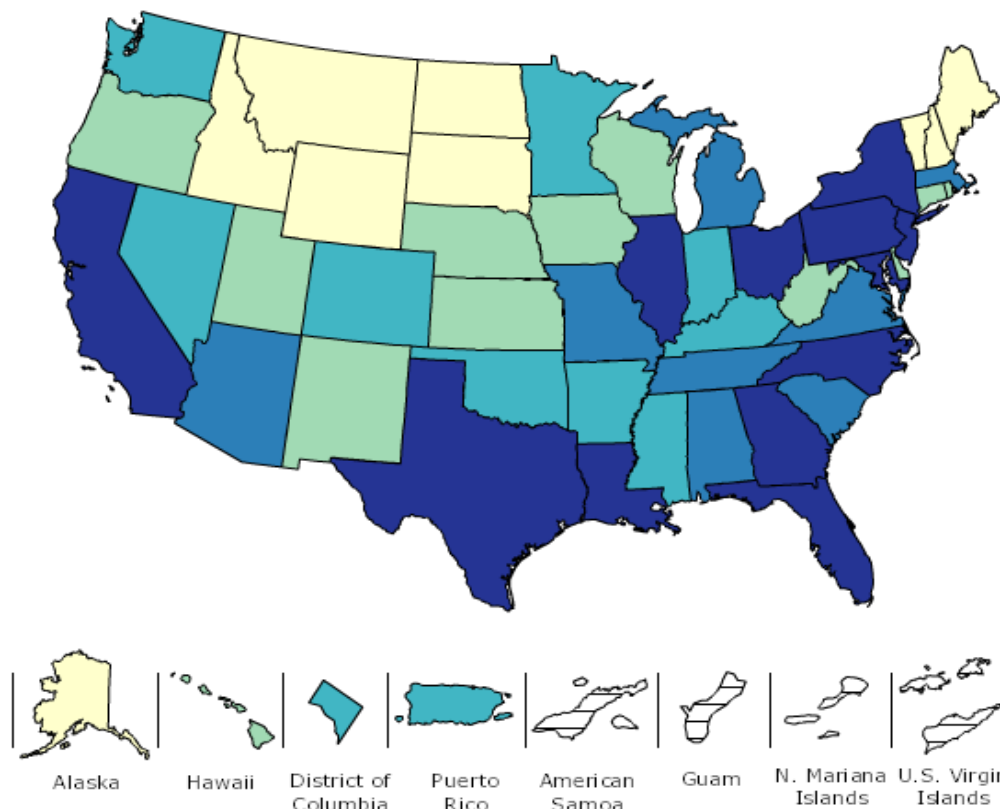 Alaska
Hawaii
District of
Columbia
Puerto
Rico
American
Samoa
Guam
N. Mariana
Islands
U.S. Virgin
Islands